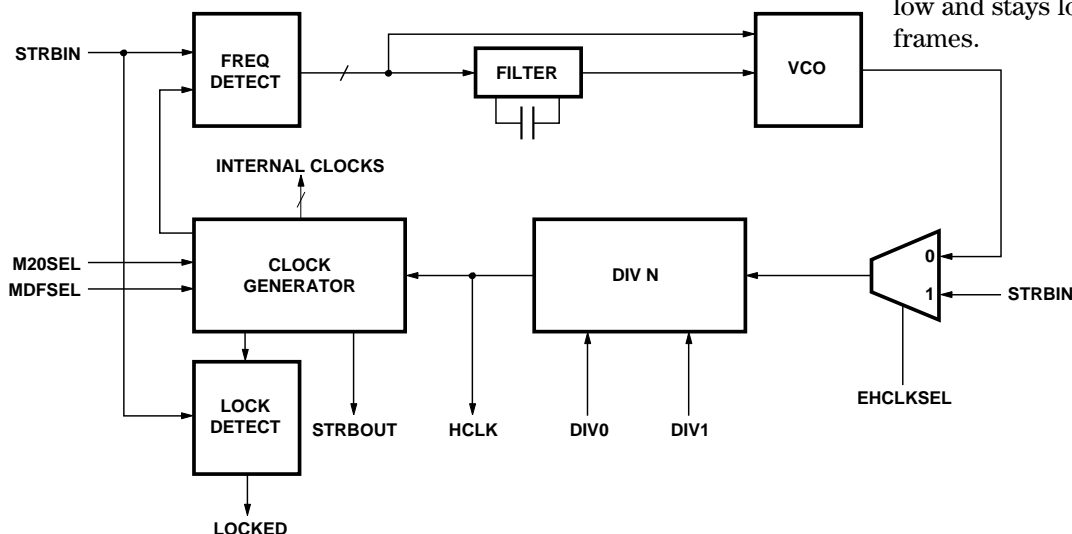 low and stays lo
frames.
STRBIN
FREQ
DETECT
FILTER
VCO
INTERNAL CLOCKS
M20SEL
MDFSEL
CLOCK
GENERATOR
DIV N
0
1
STRBIN
EHCLKSEL
LOCK
DETECT
STRBOUT
HCLK
DIV0
DIV1
LOCKED